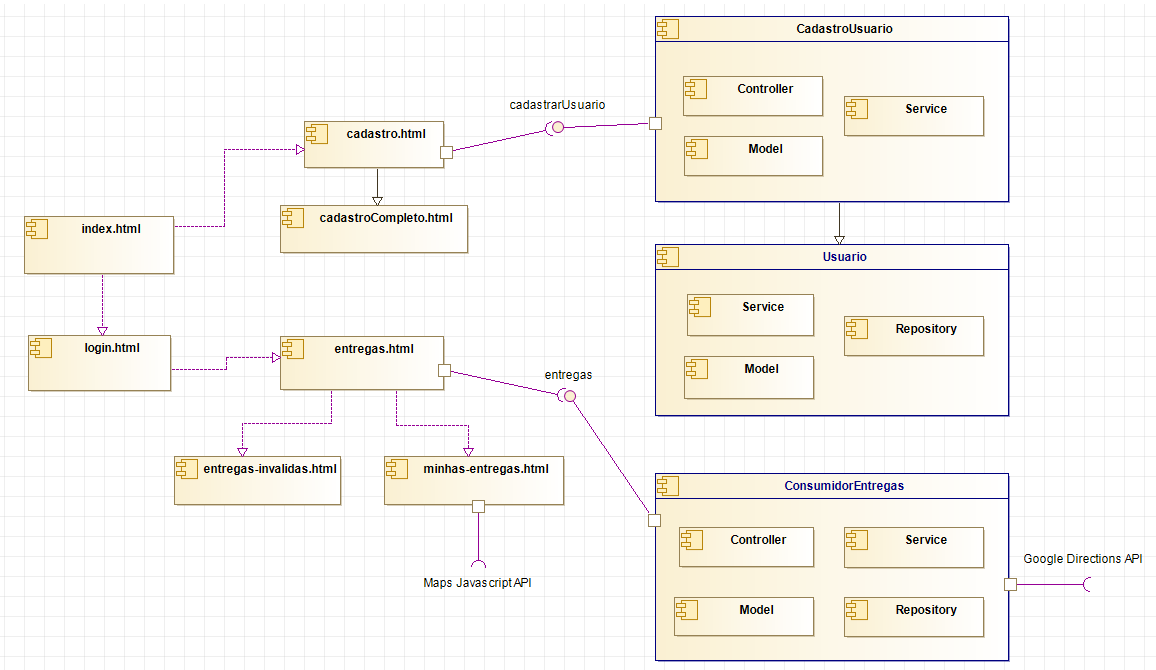 CadastroUsuario
Controller
Service
Model
cadastrarUsuario
cadastro.html
cadastroCompleto.html
index.html
Usuario
Service
Repository
Model
login.html
entregas.html
entregas
entregas-invalidas.html
minhas-entregas.html
Maps Javascript API
ConsumidorEntregas
Controller
Service
Model
Repository
Google Directions API